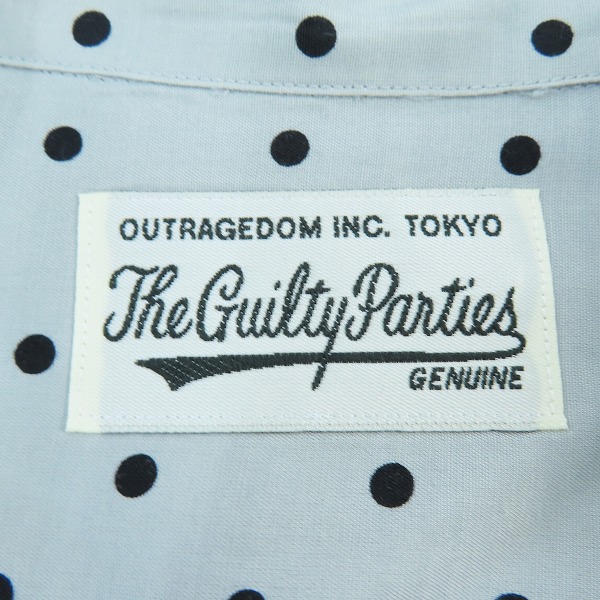 OUTRAGEDOM INC. TOKYO
The Guilty Parties
GENUINE